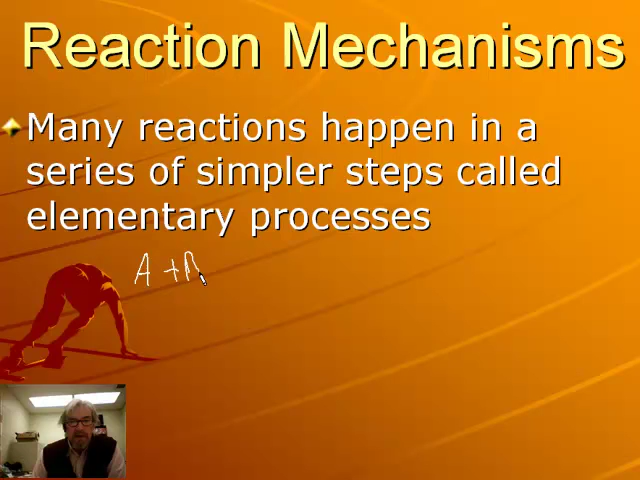 Reaction Mechanisms
Many reactions happen in a
series of simpler steps called
elementary processes
A +